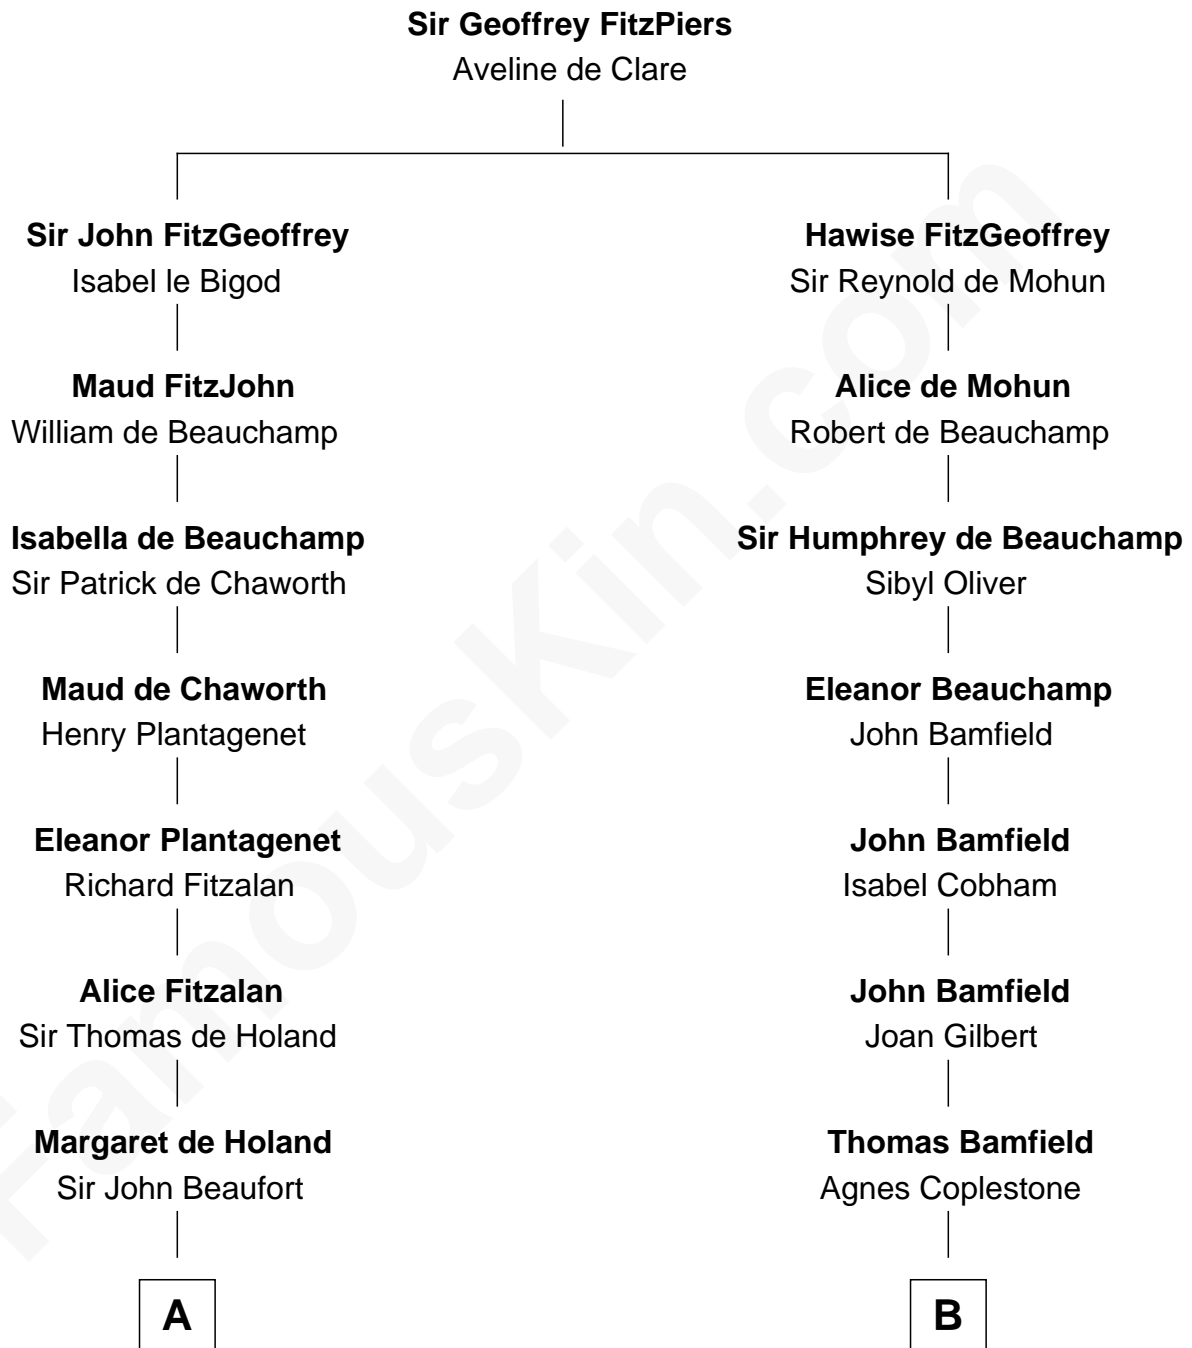 Sir Geoffrey FitzPiers
Aveline de Clare
Sir John FitzGeoffrey
Isabel le Bigod
Maud FitzJohn
William de Beauchamp
Isabella de Beauchamp
Sir Patrick de Chaworth
Maud de Chaworth
Henry Plantagenet
Eleanor Plantagenet
Richard Fitzalan
Alice Fitzalan
Sir Thomas de Holand
Margaret de Holand
Sir John Beaufort
A
Hawise FitzGeoffrey
Sir Reynold de Mohun
Alice de Mohun
Robert de Beauchamp
Sir Humphrey de Beauchamp
Sibyl Oliver
Eleanor Beauchamp
John Bamfield
John Bamfield
Isabel Cobham
John Bamfield
Joan Gilbert
Thomas Bamfield
Agnes Coplestone
B
FamousKin.com